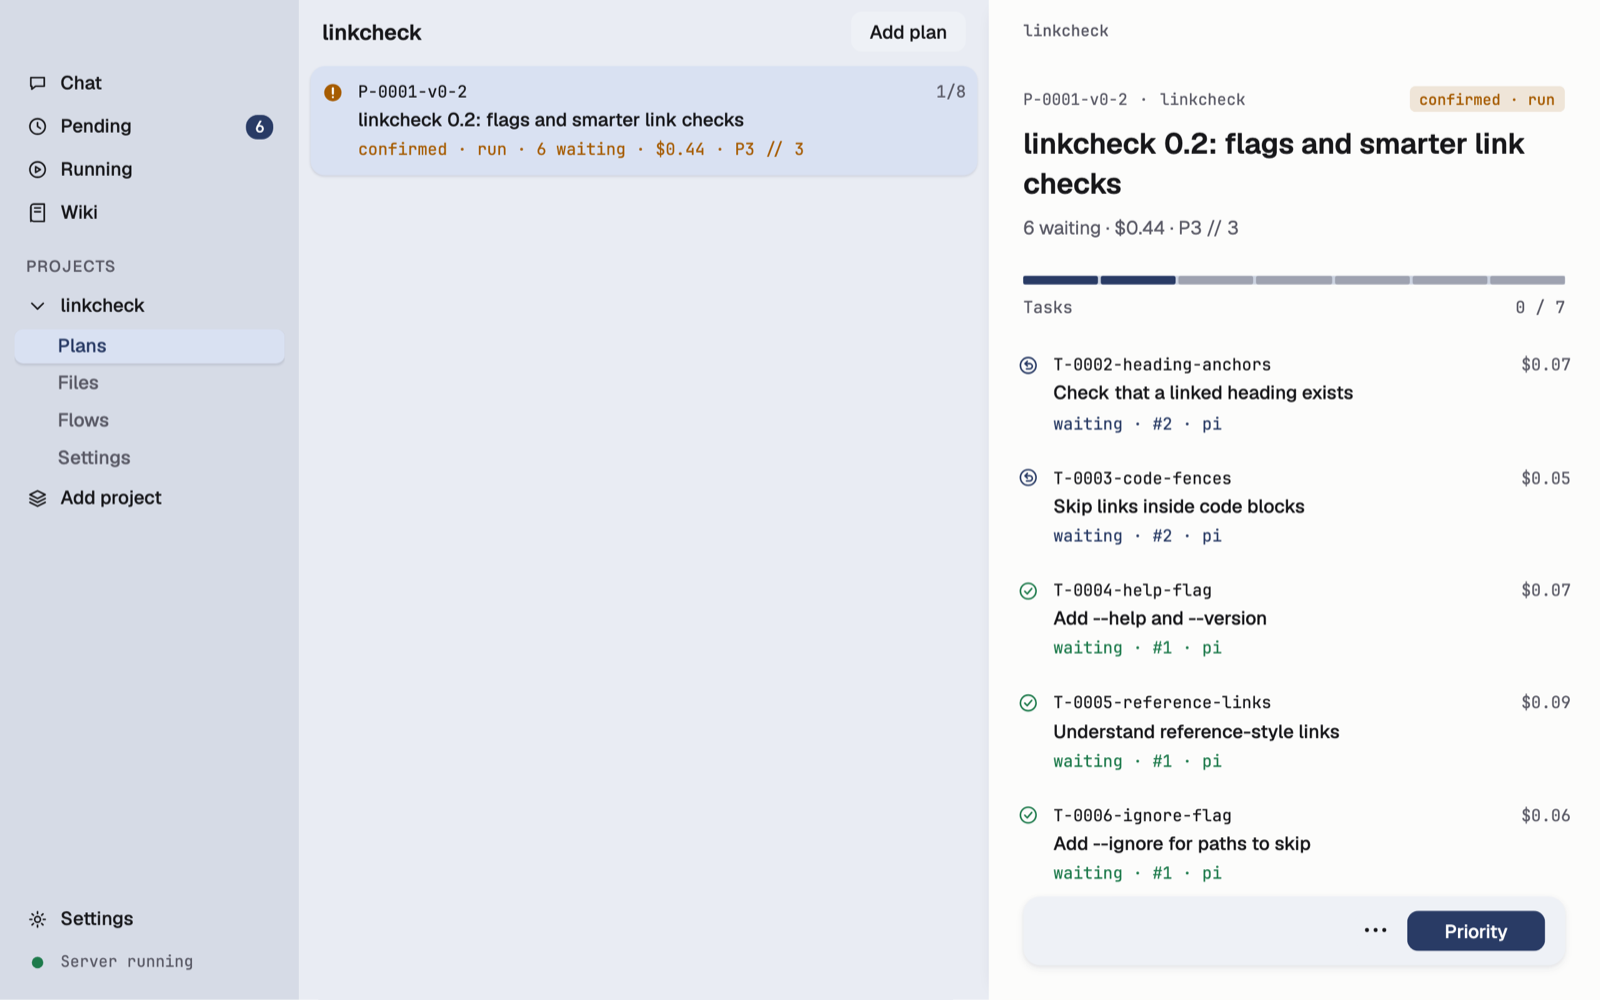 Chat
Pending
6
Running
Wiki
PROJECTS
linkcheck
Plans
Files
Flows
Settings
Add project
Settings
Server running
linkcheck
Add plan
P-0001-v0-2
1/8
linkcheck 0.2: flags and smarter link checks
confirmed · run · 6 waiting · $0.44 · P3 // 3
linkcheck
P-0001-v0-2 · linkcheck
confirmed · run
linkcheck 0.2: flags and smarter link
checks
6 waiting · $0.44 · P3 // 3
Tasks
0 / 7
T-0002-heading-anchors
$0.07
Check that a linked heading exists
waiting · #2 · pi
T-0003-code-fences
$0.05
Skip links inside code blocks
waiting · #2 · pi
T-0004-help-flag
$0.07
Add --help and --version
waiting · #1 · pi
T-0005-reference-links
$0.09
Understand reference-style links
waiting · #1 · pi
T-0006-ignore-flag
$0.06
Add --ignore for paths to skip
waiting · #1 · pi
Priority